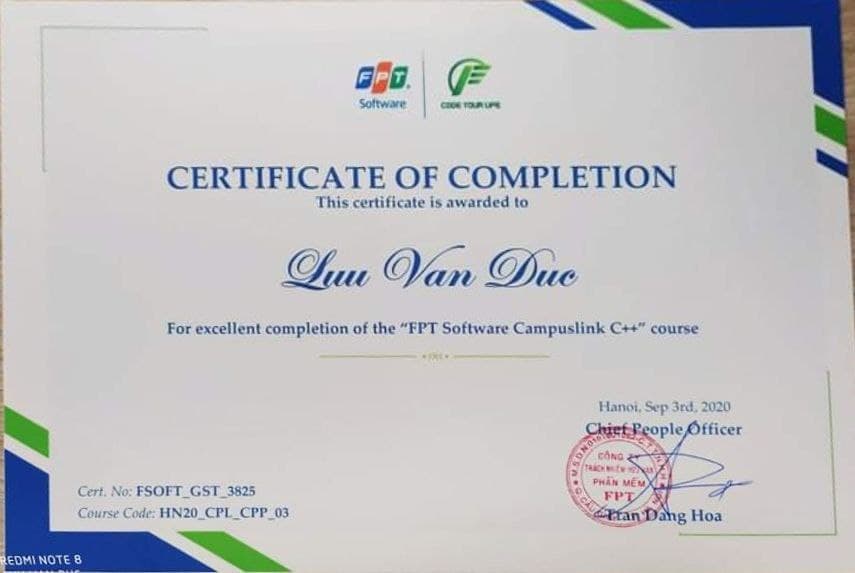 FPT
Software
CODE YOUR LIFE
CERTIFICATE OF COMPLETION
This certificate is awarded to
Luu Van Duc
For excellent completion of the “FPT Software Campuslink C++” course
Hanoi, Sep 3rd, 2020
Chief People Officer
CÔNG TY
TRÁCH NHIỆM HỮU HẠN
PHẦN MỀM
FPT
Tran Dang Hoa
Cert. No: FSOFT_GST_3825
Course Code: HN20_CPL_CPP_03
REDMI NOTE 8